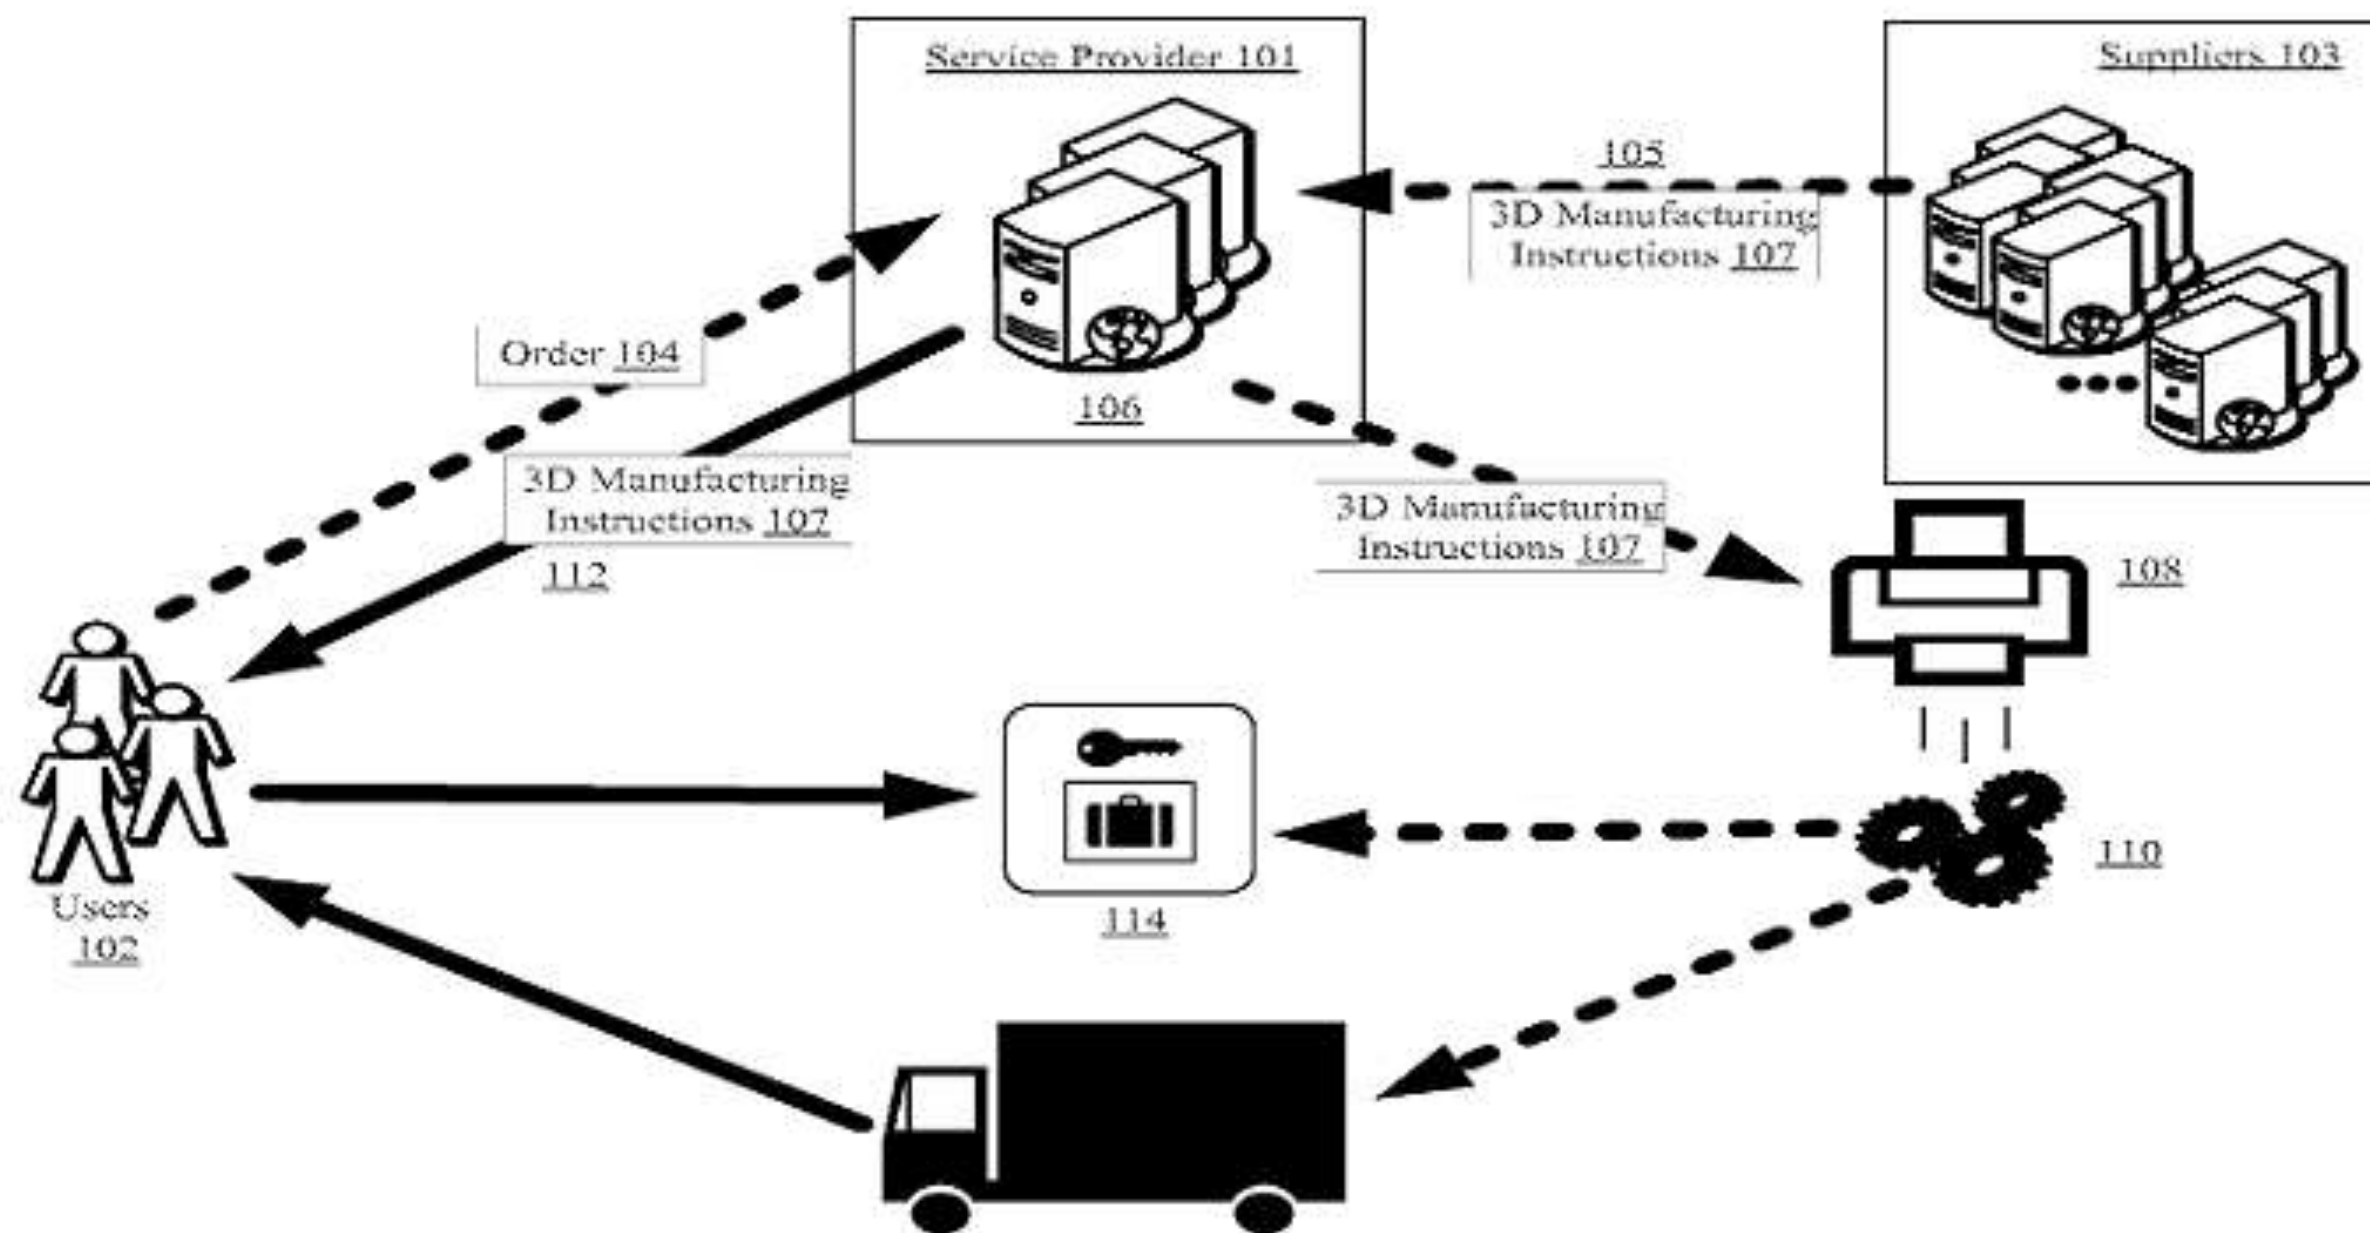 Service Provider 101
Suppliers 103
105
3D Manufacturing
Instructions 107
Order 104
106
3D Manufacturing
Instructions 107
112
3D Manufacturing
Instructions 107
108
110
114
Users
102